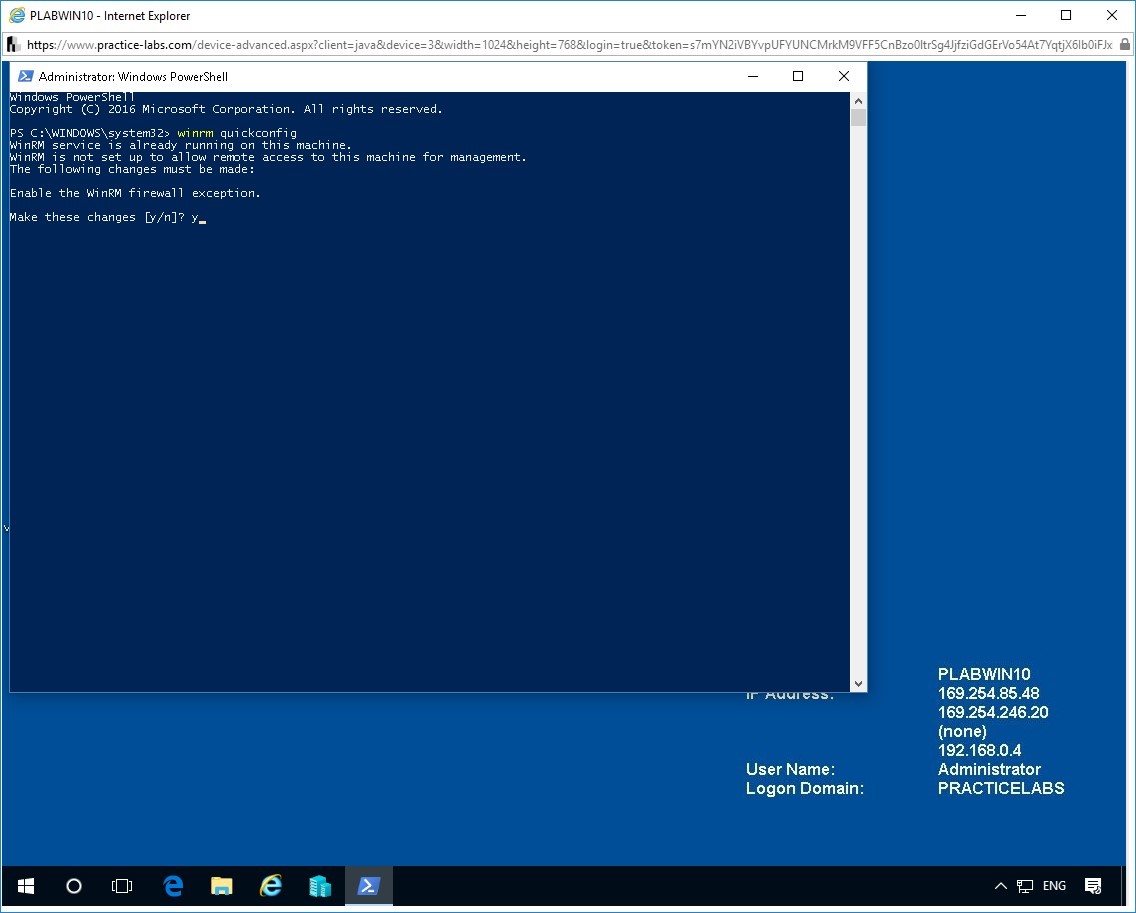 PLABWIN10 - Internet Explorer
https://www.practice-labs.com/device-advanced.aspx?client=java&device=3&width=1024&height=768&login=true&token=s7mYN2iVBYvpUFYUNCMrkM9VFF5CnBzo0ItrSg4JjfziGdGErVo54At7YqtjX6Ib0iFJx
Administrator: Windows PowerShell
Windows PowerShell
Copyright (C) 2016 Microsoft Corporation. All rights reserved.
PS C:\WINDOWS\system32> winrm quickconfig
WinRM service is already running on this machine.
WinRM is not set up to allow remote access to this machine for management.
The following changes must be made:
Enable the WinRM firewall exception.
Make these changes [y/n]? y_
PLABWIN10
IP Address: 169.254.85.48
169.254.246.20
(none)
192.168.0.4
User Name: Administrator
Logon Domain: PRACTICELABS
ENG